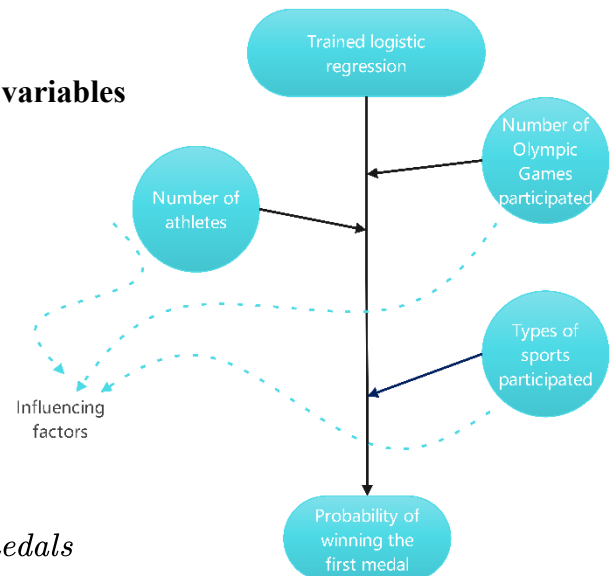 Trained logistic
regression
variables
Number of
Olympic
Games
participated
Number of
athletes
Types of
sports
participated
Influencing
factors
Probability of
winning the
first medal